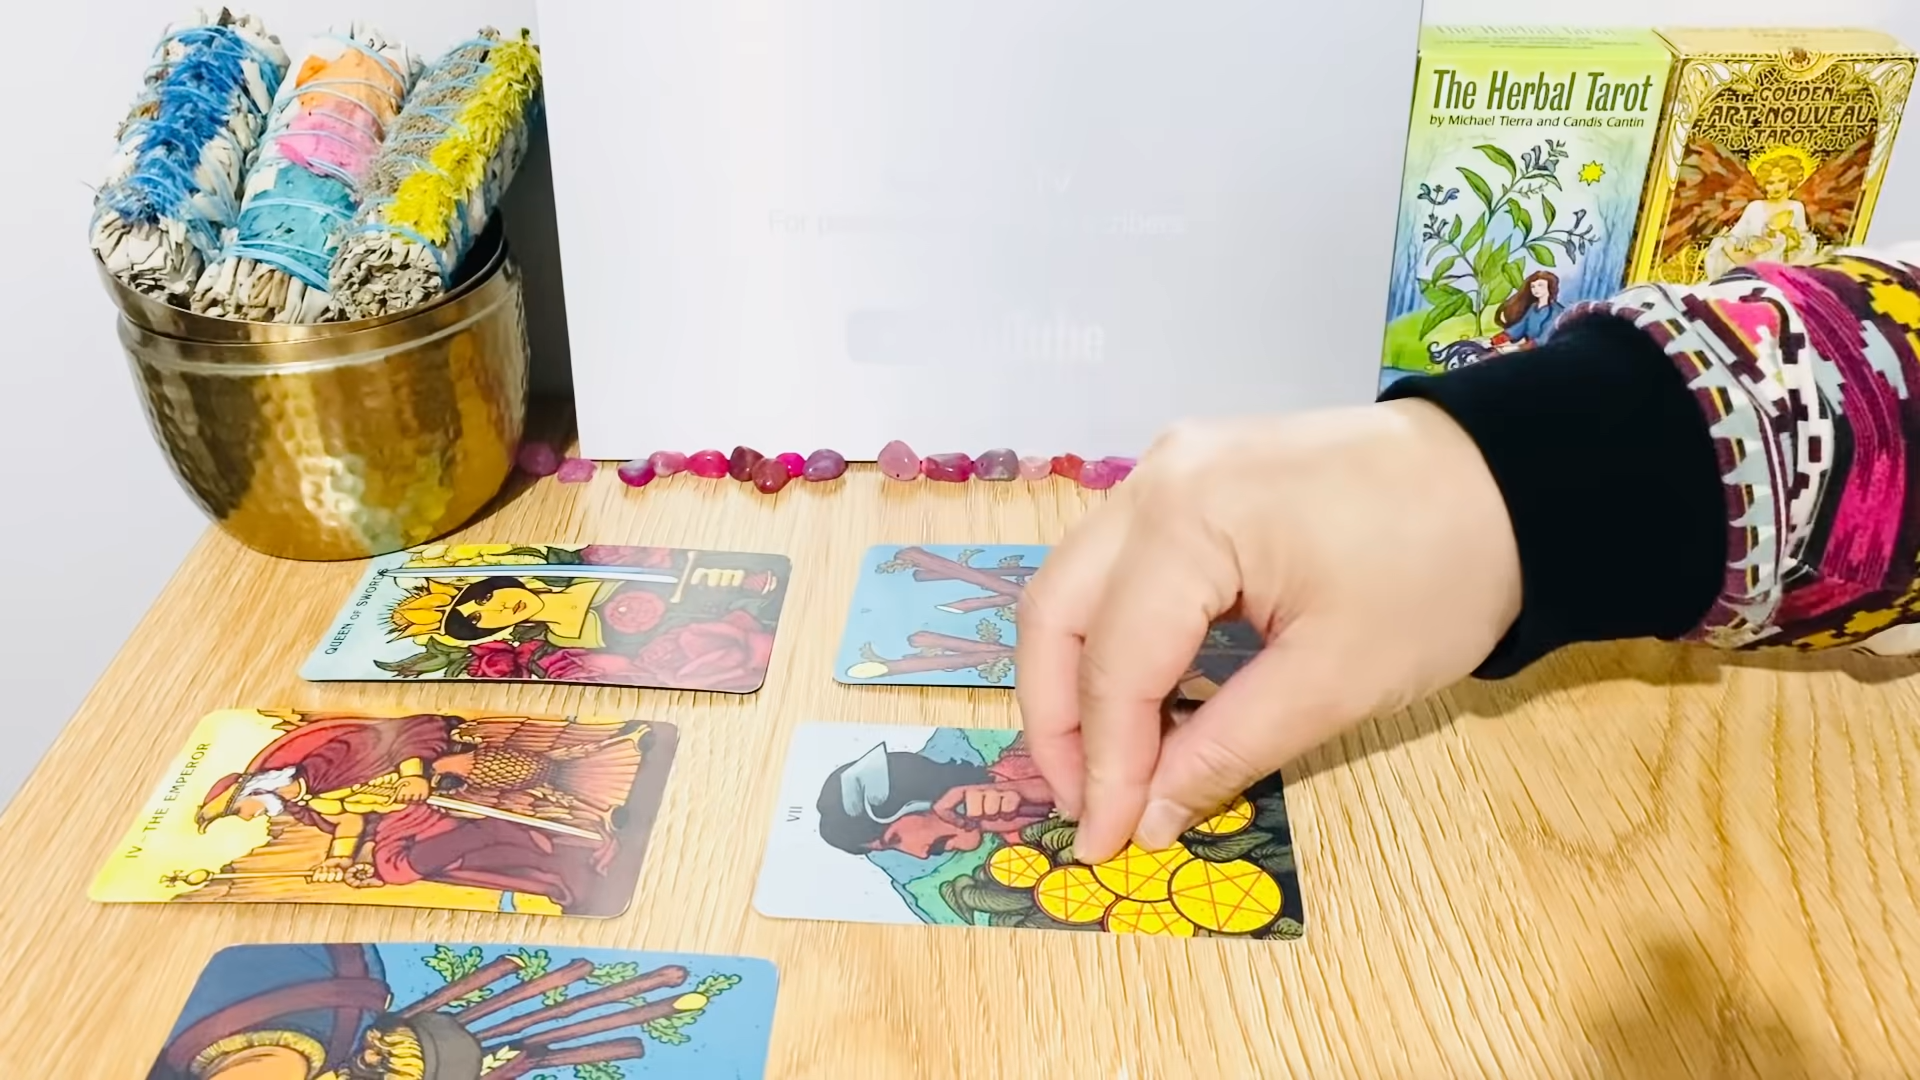 The Herbal Tarot
by Michael Tierra and Candis Cantin
GOLDEN
ART NOUVEAU
TAROT
For
QUEEN OF SWORDS
V
IV - THE EMPEROR
VII